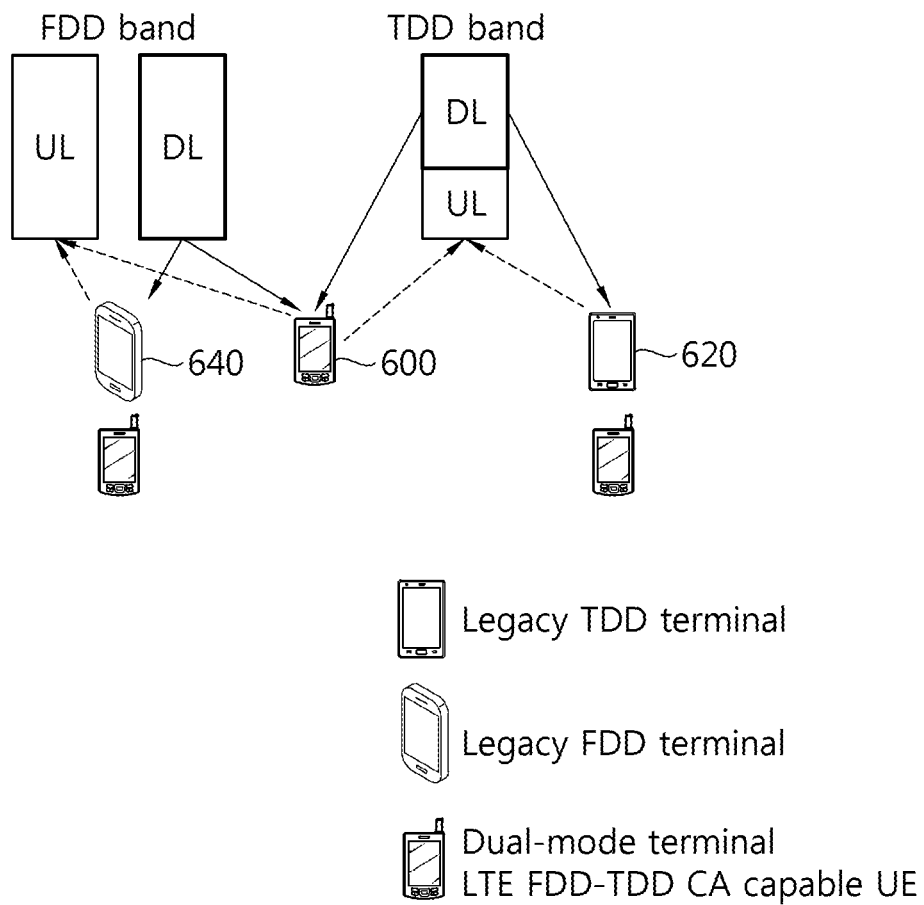 FDD band
TDD band
UL
DL
DL
UL
640
600
620
Legacy TDD terminal
Legacy FDD terminal
Dual-mode terminal
LTE FDD-TDD CA capable UE